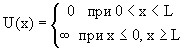 U(x) = { 0 при 0 < x < L
∞ при x ≤ 0, x ≥ L